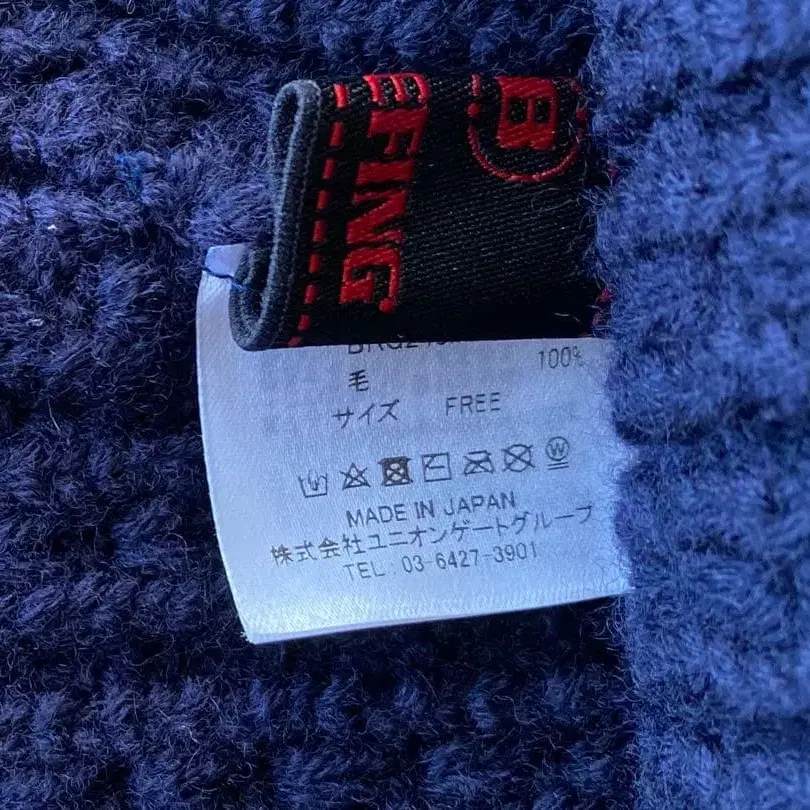 EFING
B
毛 100%
サイズ FREE
MADE IN JAPAN
株式会社ユニオンゲートグループ
TEL : 03-6427-3901